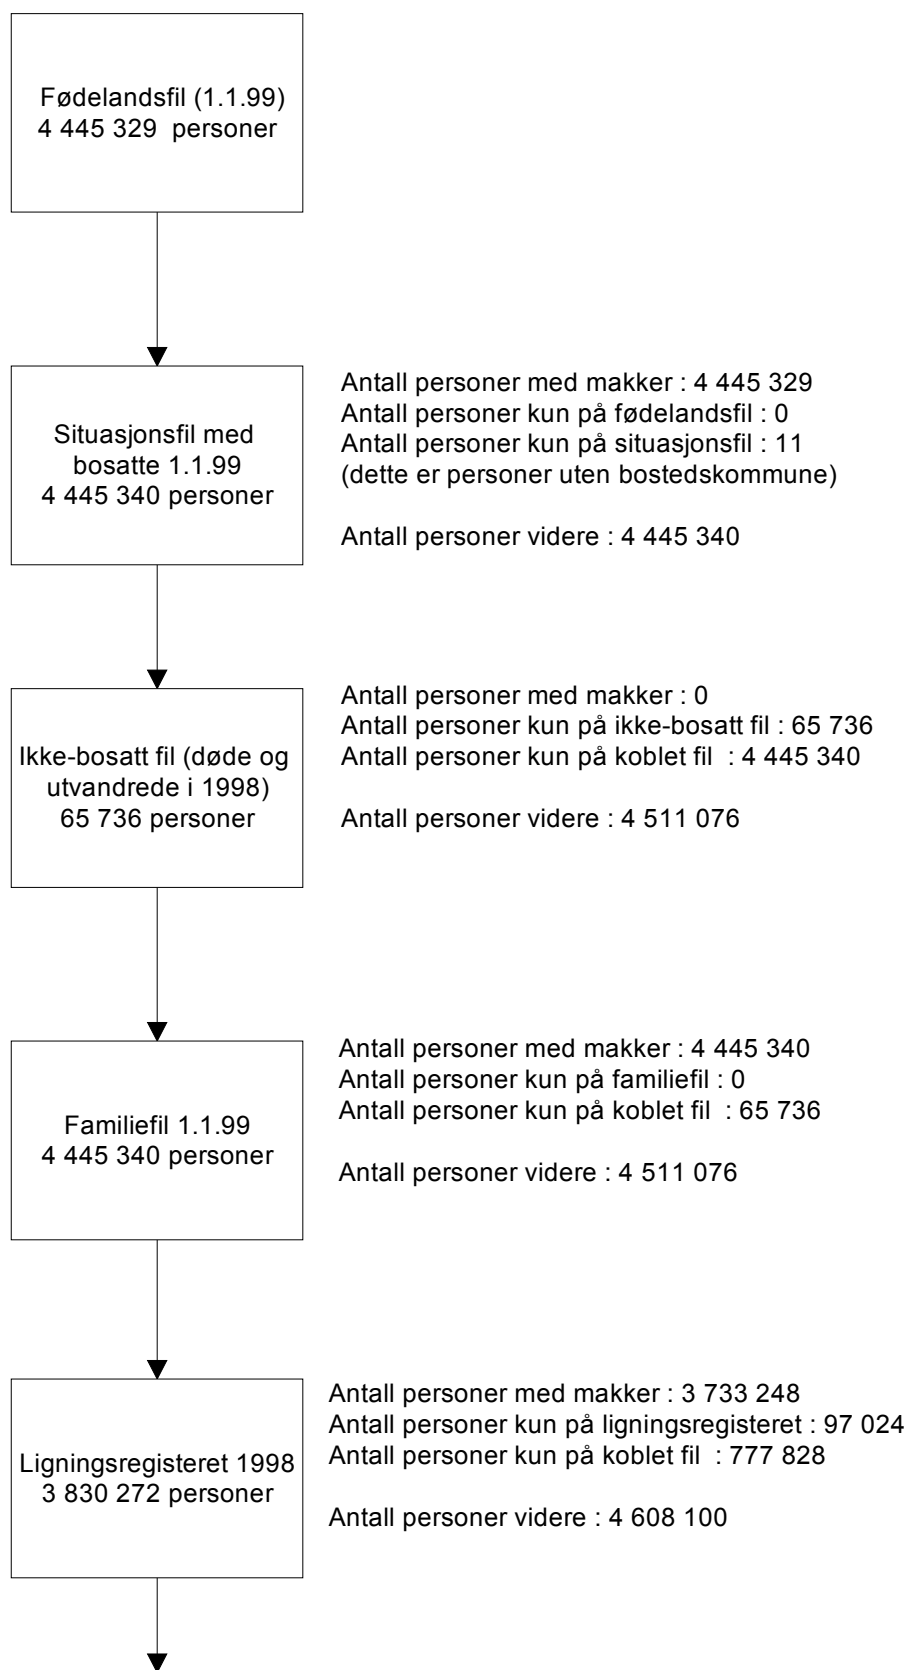 Fødelandsfil (1.1.99)
4 445 329 personer
Situasjonsfil med
bosatte 1.1.99
4 445 340 personer
Antall personer med makker : 4 445 329
Antall personer kun på fødelandsfil : 0
Antall personer kun på situasjonsfil : 11
(dette er personer uten bostedskommune)
Antall personer videre : 4 445 340
Ikke-bosatt fil (døde og
utvandrede i 1998)
65 736 personer
Antall personer med makker : 0
Antall personer kun på ikke-bosatt fil : 65 736
Antall personer kun på koblet fil : 4 445 340
Antall personer videre : 4 511 076
Familiefil 1.1.99
4 445 340 personer
Antall personer med makker : 4 445 340
Antall personer kun på familiefil : 0
Antall personer kun på koblet fil : 65 736
Antall personer videre : 4 511 076
Ligningsregisteret 1998
3 830 272 personer
Antall personer med makker : 3 733 248
Antall personer kun på ligningsregisteret : 97 024
Antall personer kun på koblet fil : 777 828
Antall personer videre : 4 608 100